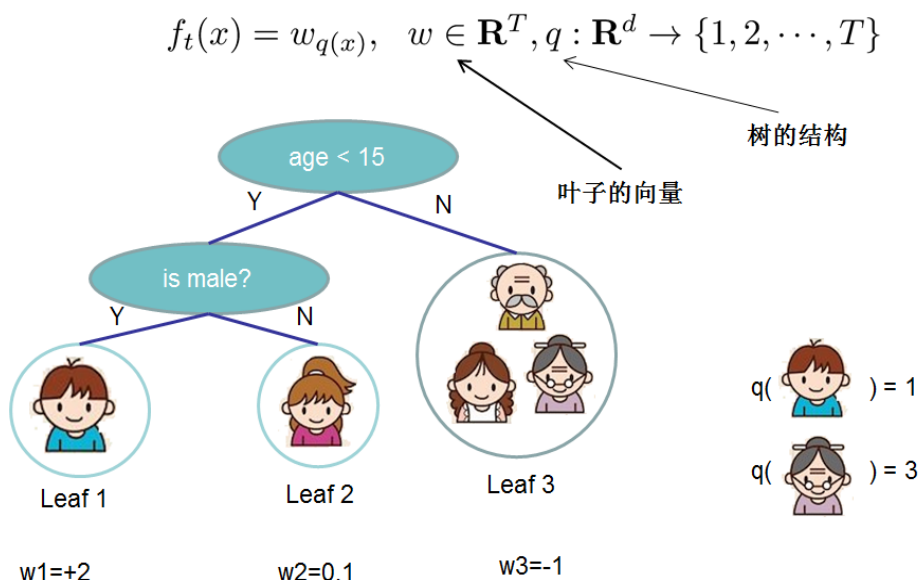 f_t(x) = w_{q(x)}, w ∈ R^T, q : R^d → {1, 2, ⋯, T}
树的结构
叶子的向量
age < 15
Y
N
is male?
Y
N
q( ) = 1
q( ) = 3
Leaf 1
Leaf 2
Leaf 3
w1=+2
w2=0.1
w3=-1